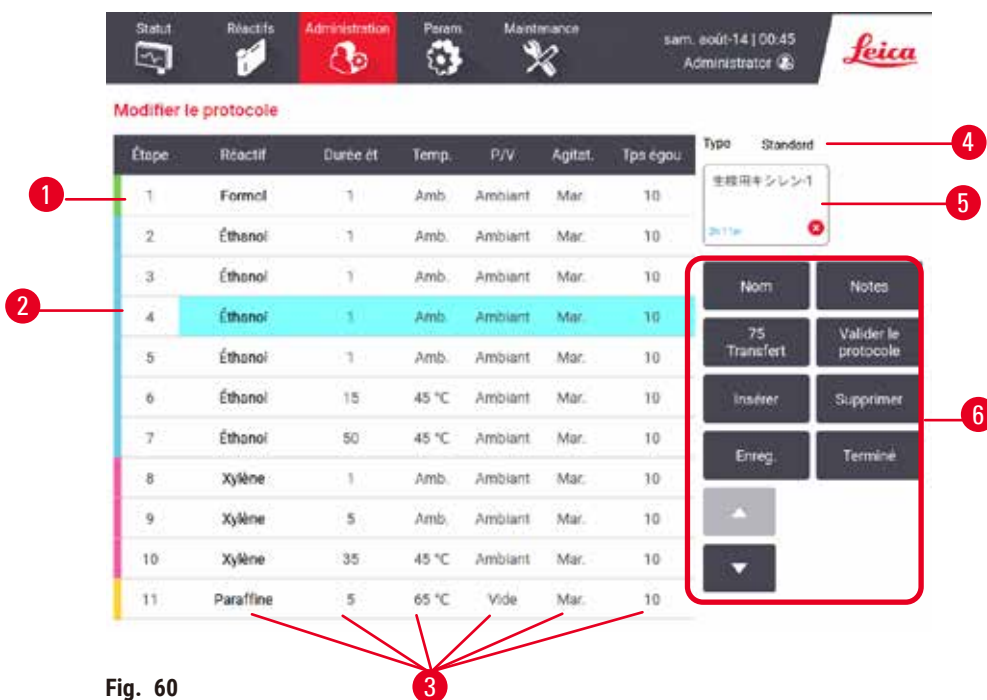 Statut Réactifs Administration Param. Maintenance sam. août-14 | 00:45
Administrator
Leica
Modifier le protocole
Étape Réactif Durée ét Temp. P/V Agitat. Tps égou
Type Standard
4
生検用キシレン-1
2h 11m
5
1
1 Formol 1 Amb. Ambiant Mar. 10
2 Éthanol 1 Amb. Ambiant Mar. 10
3 Éthanol 1 Amb. Ambiant Mar. 10
2
4 Éthanol 1 Amb. Ambiant Mar. 10
5 Éthanol 1 Amb. Ambiant Mar. 10
6 Éthanol 15 45 °C Ambiant Mar. 10
7 Éthanol 50 45 °C Ambiant Mar. 10
8 Xylène 1 Amb. Ambiant Mar. 10
9 Xylène 5 Amb. Ambiant Mar. 10
10 Xylène 35 45 °C Ambiant Mar. 10
11 Paraffine 5 65 °C Vide Mar. 10
Nom Notes
75
Transfert
Valider le
protocole
Insérer Supprimer
6
Enreg. Terminé
3
Fig. 60